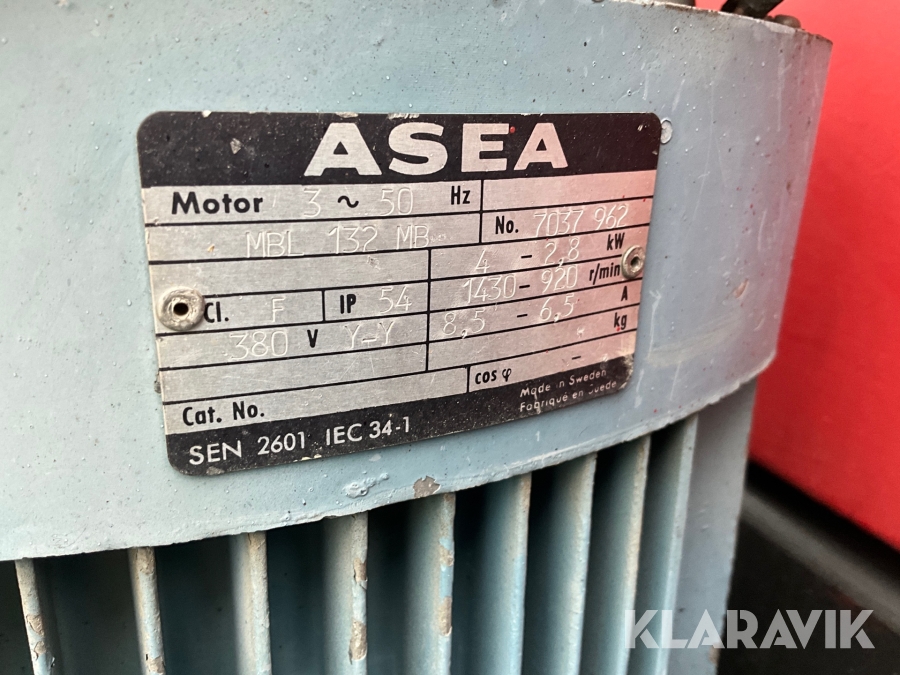 ASEA
Motor 3 ~ 50 Hz
MBL 132 MB No. 7037 962
4 - 2,8 kW
Cl. F IP 54 1430 - 920 r/min
380 V Y-Y 8,5 - 6,5 A
kg
cos φ -
Cat. No. Made in Sweden
Fabriqué en Suede
SEN 2601 IEC 34-1
KLARAVIK